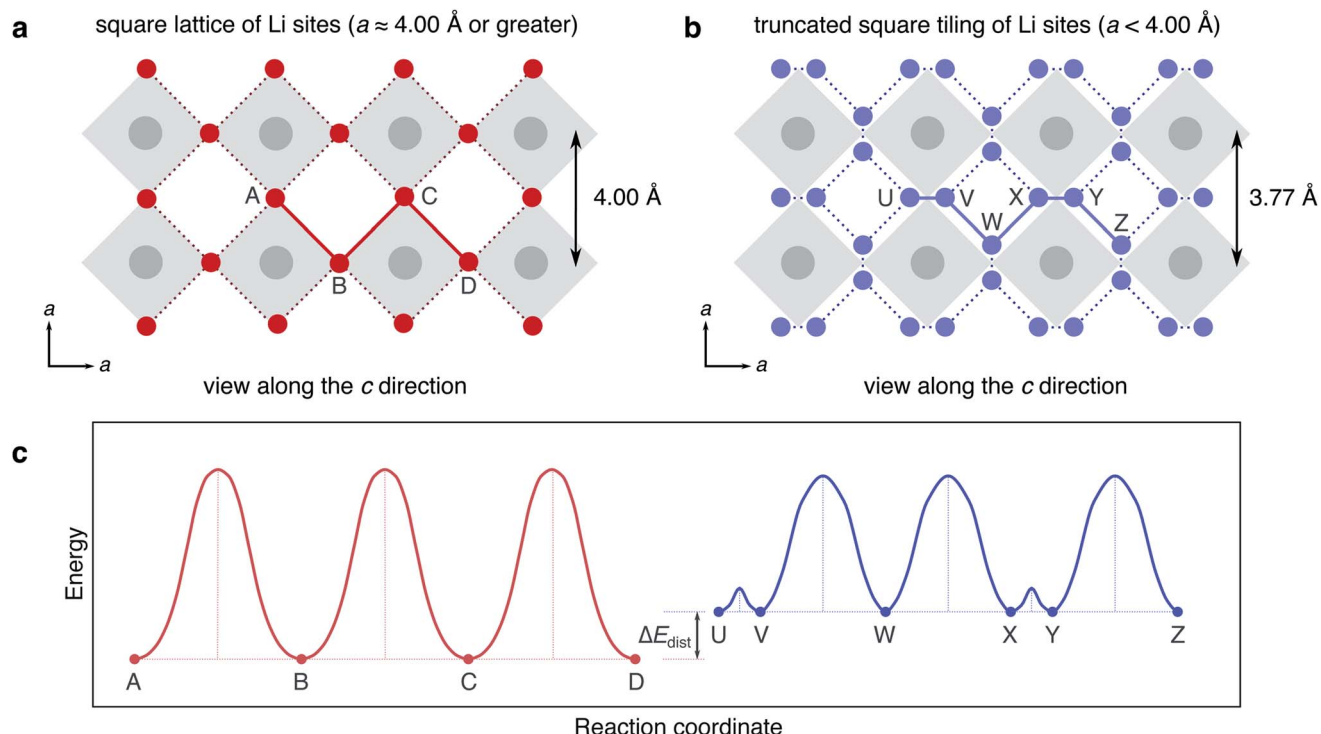 a
square lattice of Li sites (a ≈ 4.00 Å or greater)
A
B
C
D
4.00 Å
a
a
view along the c direction
b
truncated square tiling of Li sites (a < 4.00 Å)
U
V
W
X
Y
Z
3.77 Å
a
a
view along the c direction
c
Energy
A
B
C
D
ΔEdist
U
V
W
X
Y
Z
Reaction coordinate